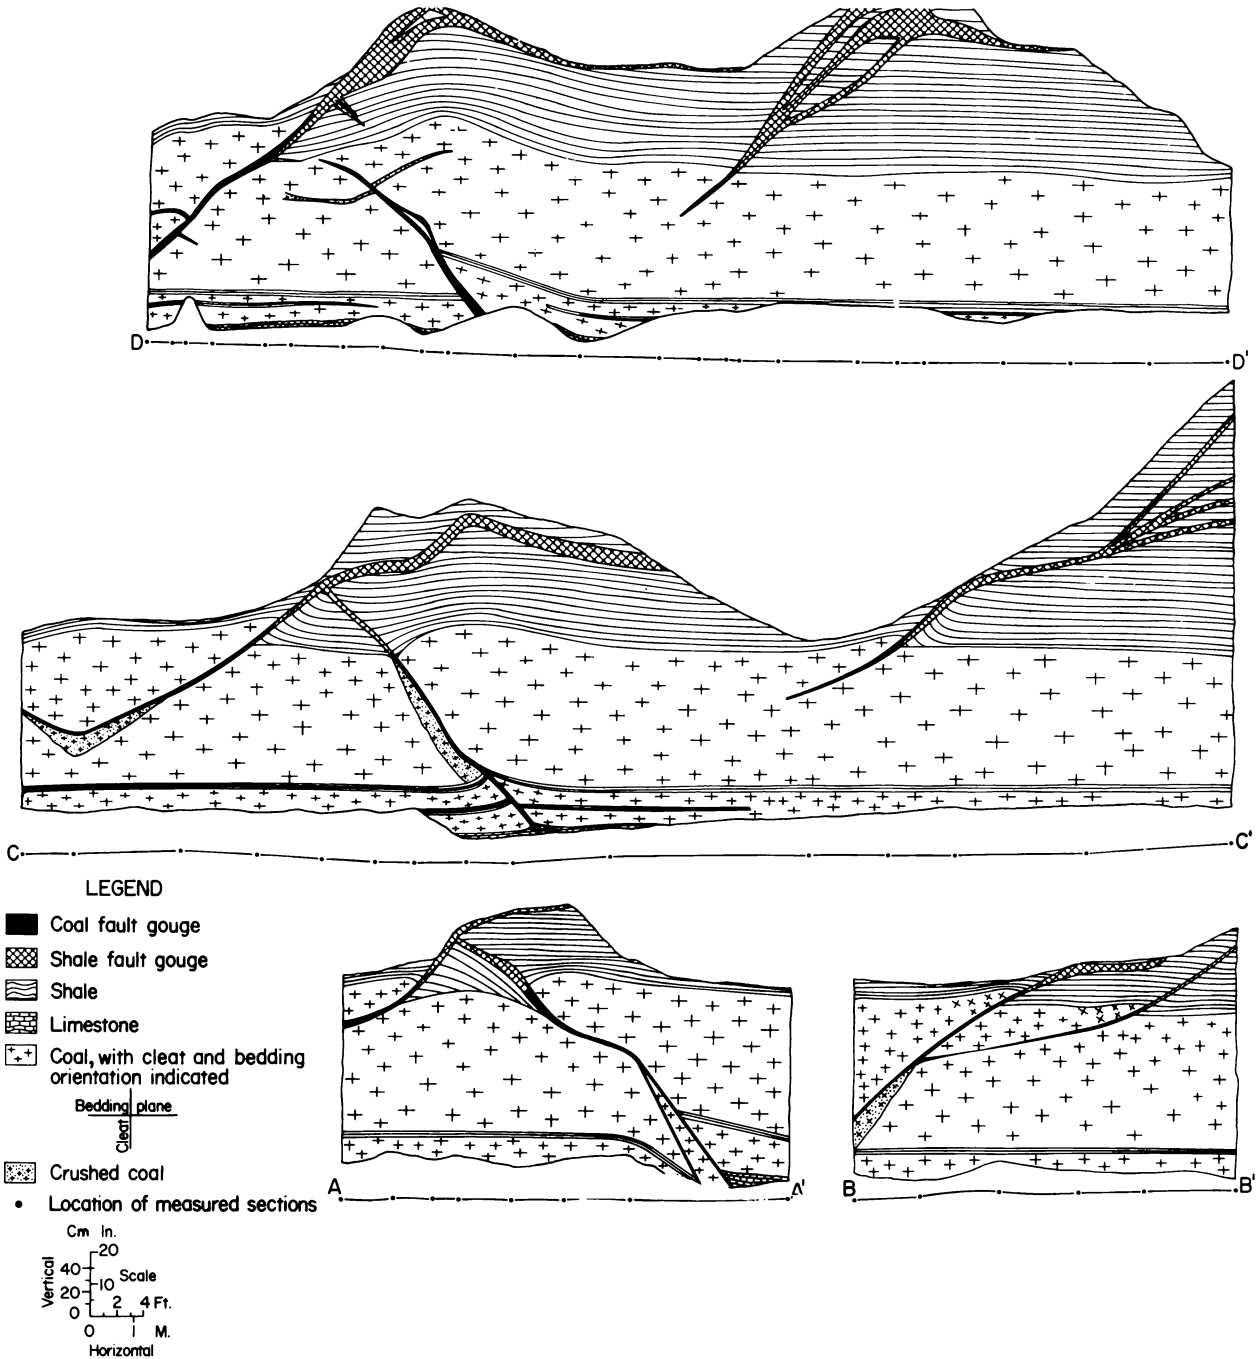 D
D'
C
C'
LEGEND
Coal fault gouge
Shale fault gouge
Shale
Limestone
Coal, with cleat and bedding
orientation indicated
Bedding plane
Cleat
Crushed coal
Location of measured sections
A
A'
B
B'
Cm In.
20
40
10 Scale
20
2 4 Ft.
0
Vertical
0 1 M.
Horizontal